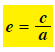 e = c/a